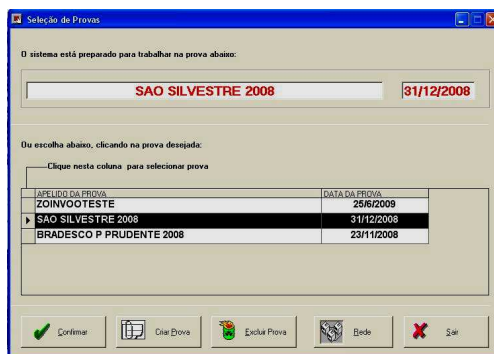 Seleção de Provas
O sistema está preparado para trabalhar na prova abaixo:
SAO SILVESTRE 2008 31/12/2008
Ou escolha abaixo, clicando na prova desejada:
Clique nesta coluna para selecionar prova
APELIDO DA PROVA DATA DA PROVA
ZOINVOOTESTE 25/6/2009
SAO SILVESTRE 2008 31/12/2008
BRADESCO P PRUDENTE 2008 23/11/2008
Confirmar Criar Prova Excluir Prova Rede Sair